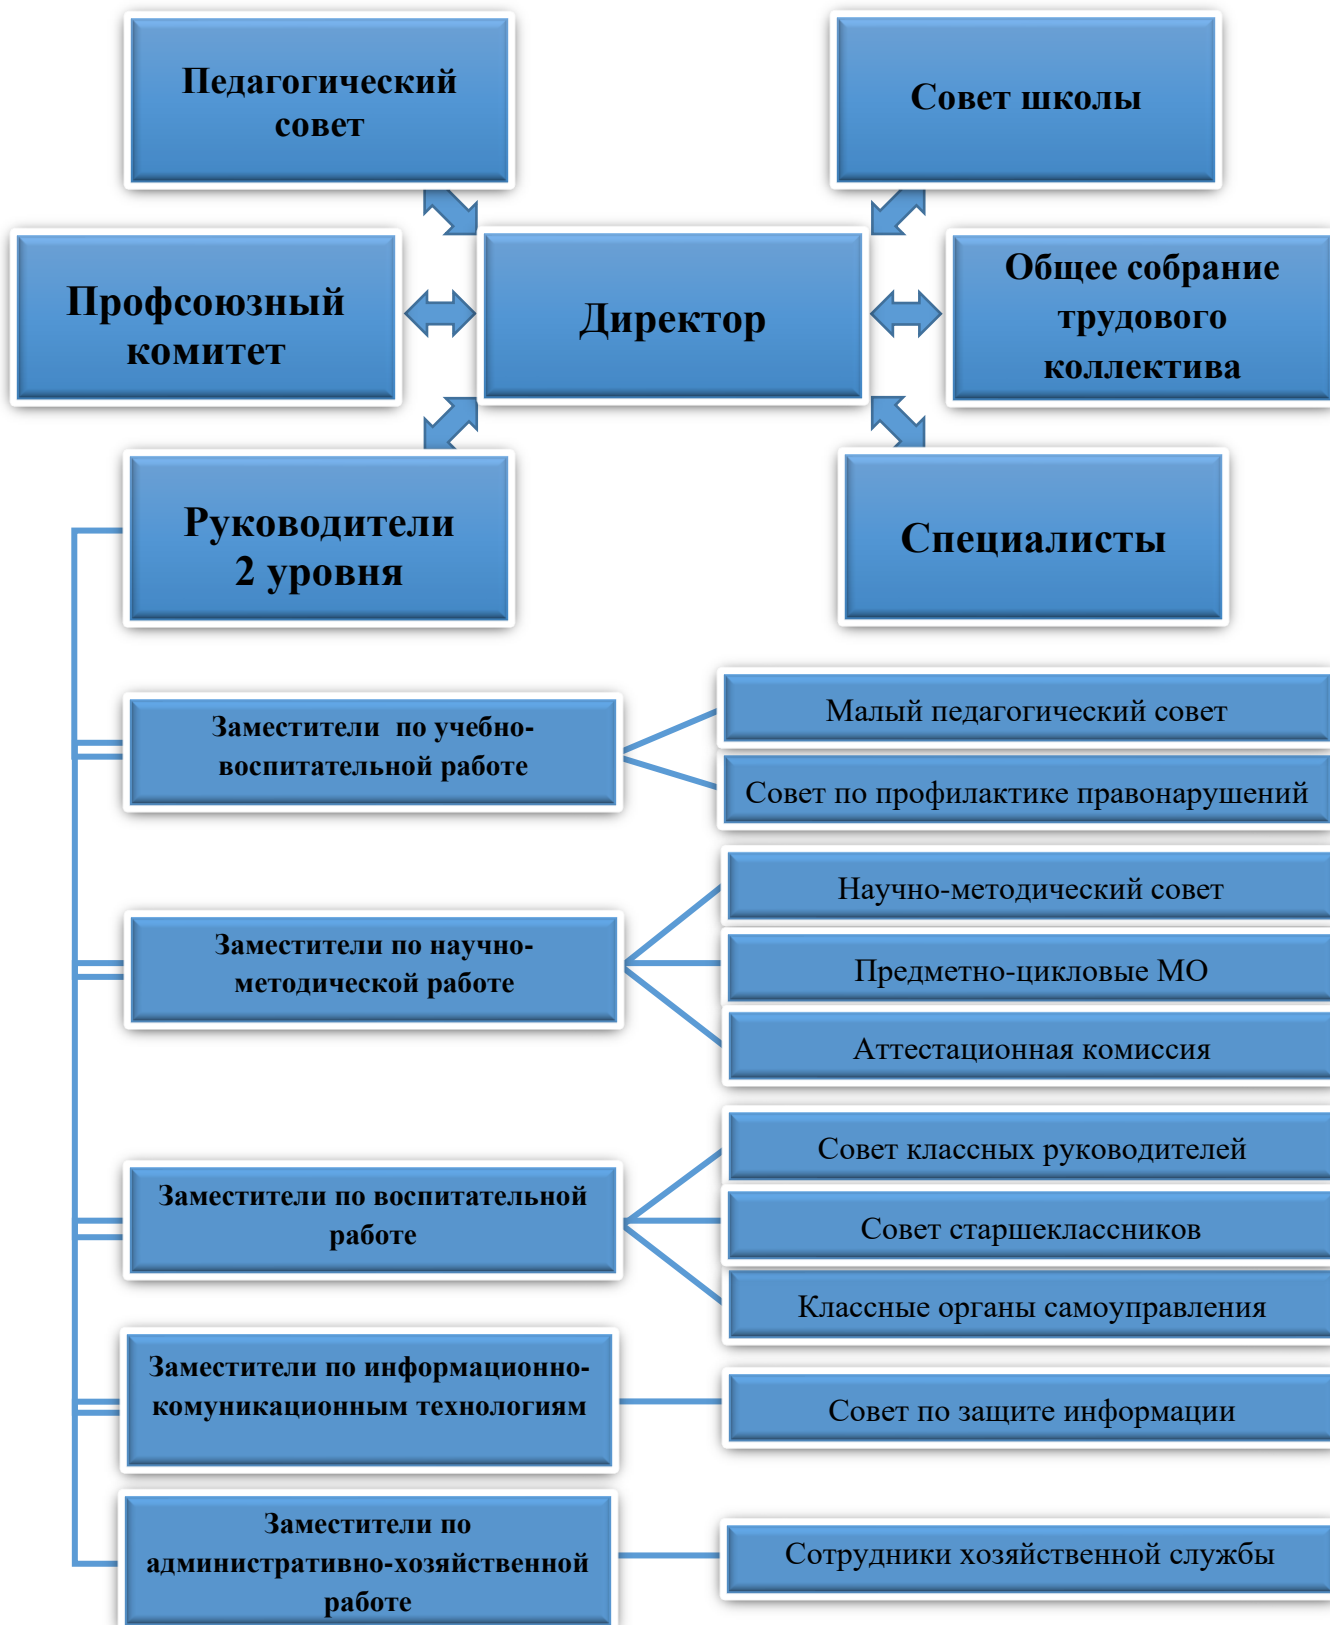 Педагогический
совет
Совет школы
Профсоюзный
комитет
Директор
Общее собрание
трудового
коллектива
Руководители
2 уровня
Специалисты
Заместители по учебно-
воспитательной работе
Малый педагогический совет
Совет по профилактике правонарушений
Заместители по научно-
методической работе
Научно-методический совет
Предметно-цикловые МО
Аттестационная комиссия
Заместители по воспитательной
работе
Совет классных руководителей
Совет старшеклассников
Классные органы самоуправления
Заместители по информационно-
комуникационным технологиям
Совет по защите информации
Заместители по
административно-хозяйственной
работе
Сотрудники хозяйственной службы